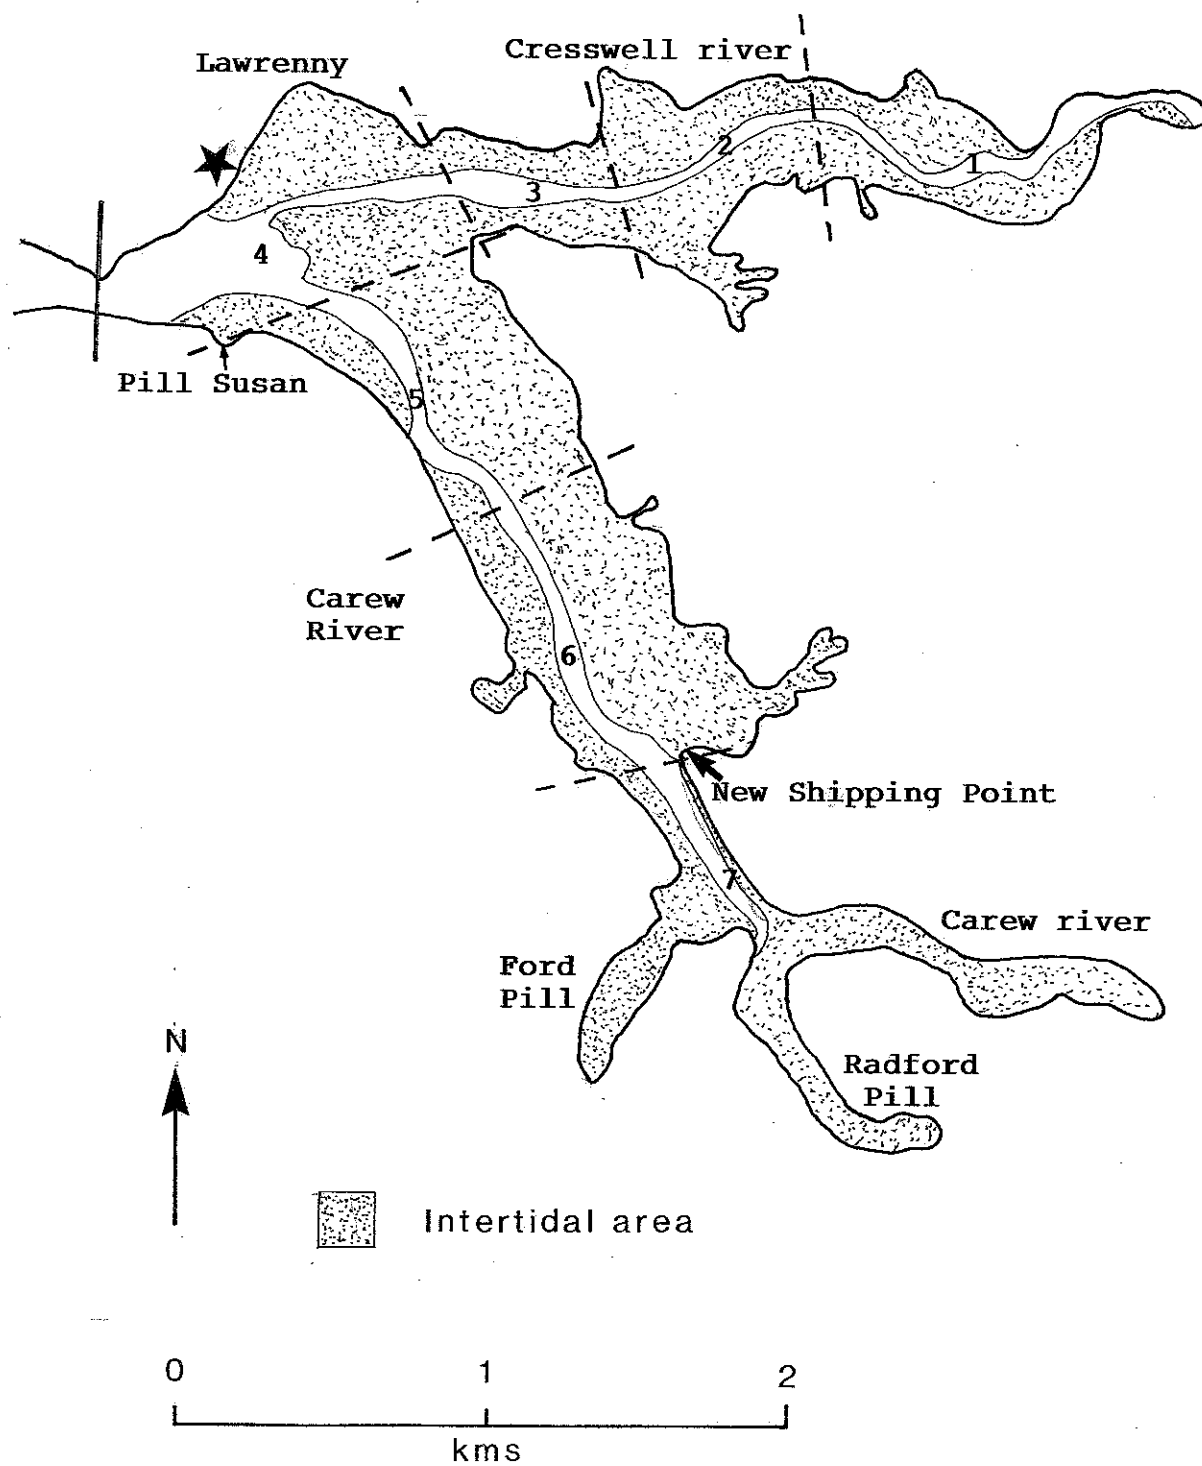 Lawrenny
Cresswell river
1
2
3
4
Pill Susan
5
Carew
River
6
New Shipping Point
7
Carew river
Ford
Pill
N
Radford
Pill
Intertidal area
0 1 2
kms